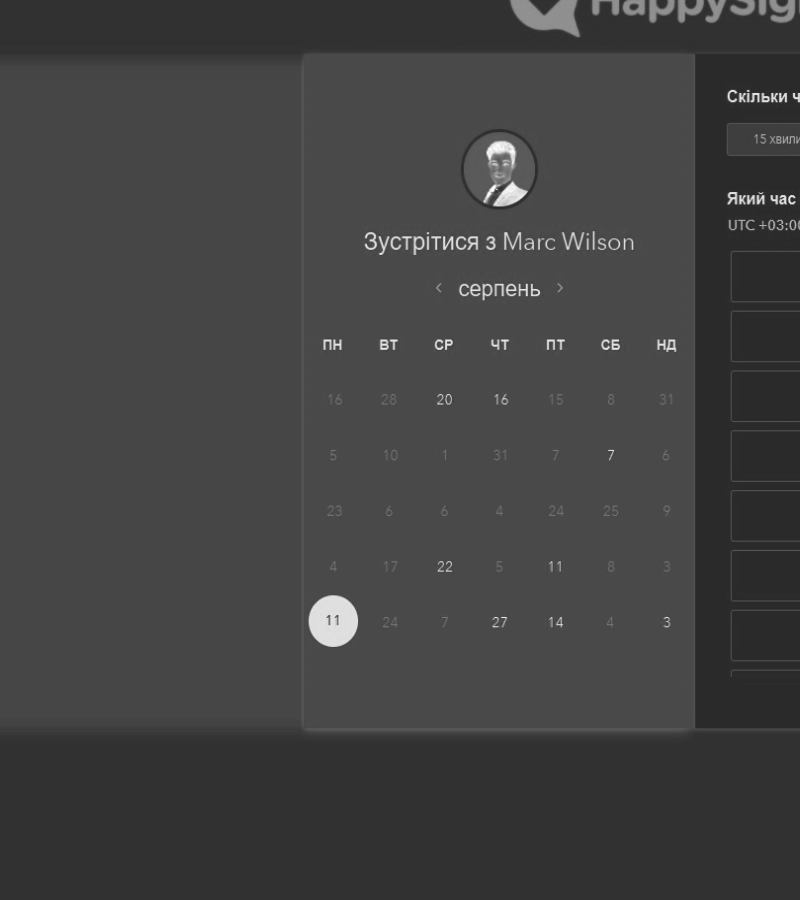 HappySig
Зустрітися з Marc Wilson
серпень
ПН ВТ СР ЧТ ПТ СБ НД
16 28 20 16 15 8 31
5 10 1 31 7 7 6
23 6 6 4 24 25 9
4 17 22 5 11 8 3
11 24 7 27 14 4 3
Скільки ч
15 хвили
Який час
UTC +03:00